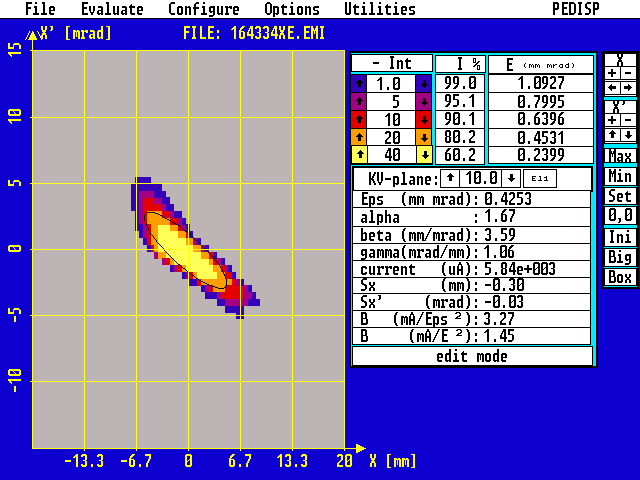 File Evaluate Configure Options Utilities PEDISP
X' [mrad] FILE: 164334XE.EMI
15
10
5
0
-5
-10
-13.3 -6.7 0 6.7 13.3 20 X [mm]
- Int I % E (mm mrad)
1.0 99.0 1.0927
5 95.1 0.7995
10 90.1 0.6396
20 80.2 0.4531
40 60.2 0.2399
KV-plane: 10.0 Ell
Eps (mm mrad): 0.4253
alpha : 1.67
beta (mm/mrad): 3.59
gamma(mrad/mm): 1.06
current (uA): 5.84e+003
Sx (mm): -0.30
Sx' (mrad): -0.03
B (mA/Eps ²): 3.27
B (mA/E ²): 1.45
edit mode
X
+ -
X'
+ -
Max
Min
Set
0,0
Ini
Big
Box